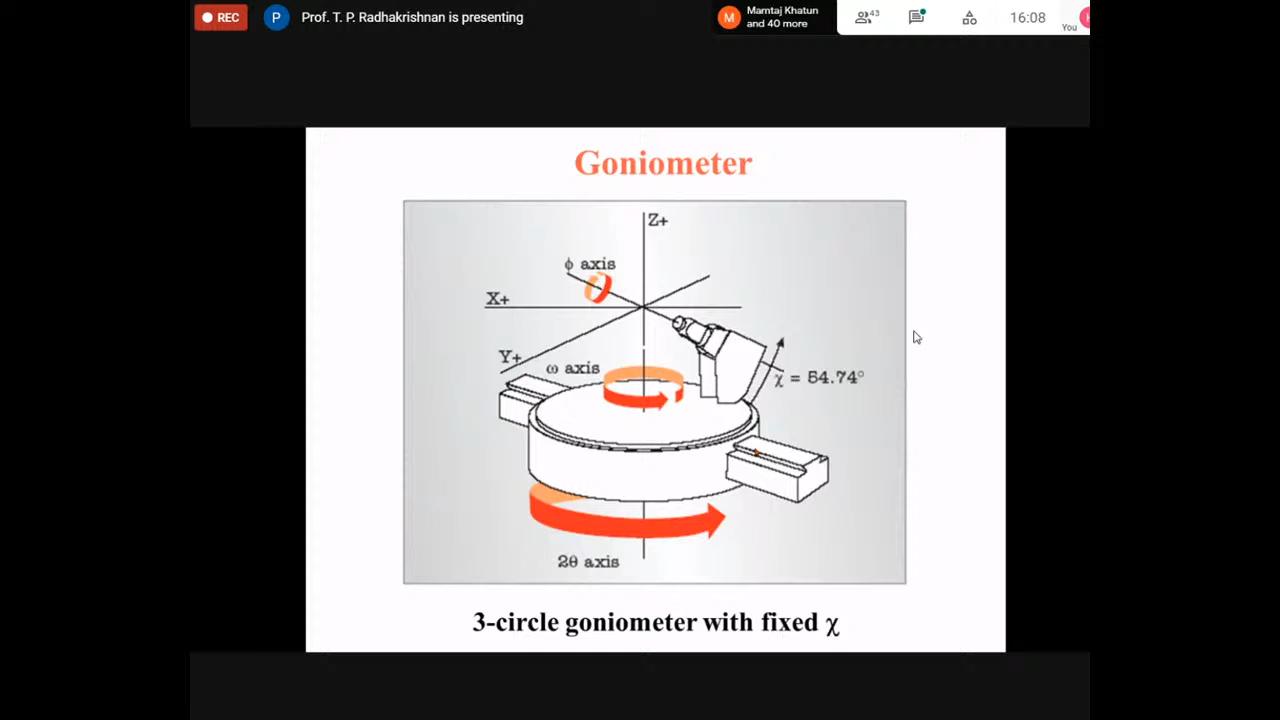 REC
P
Prof. T. P. Radhakrishnan is presenting
M
Mamtaj Khatun
and 40 more
43
16:08
You
Goniometer
Z+
ϕ axis
X+
Y+
ω axis
χ = 54.74°
2θ axis
3-circle goniometer with fixed χ